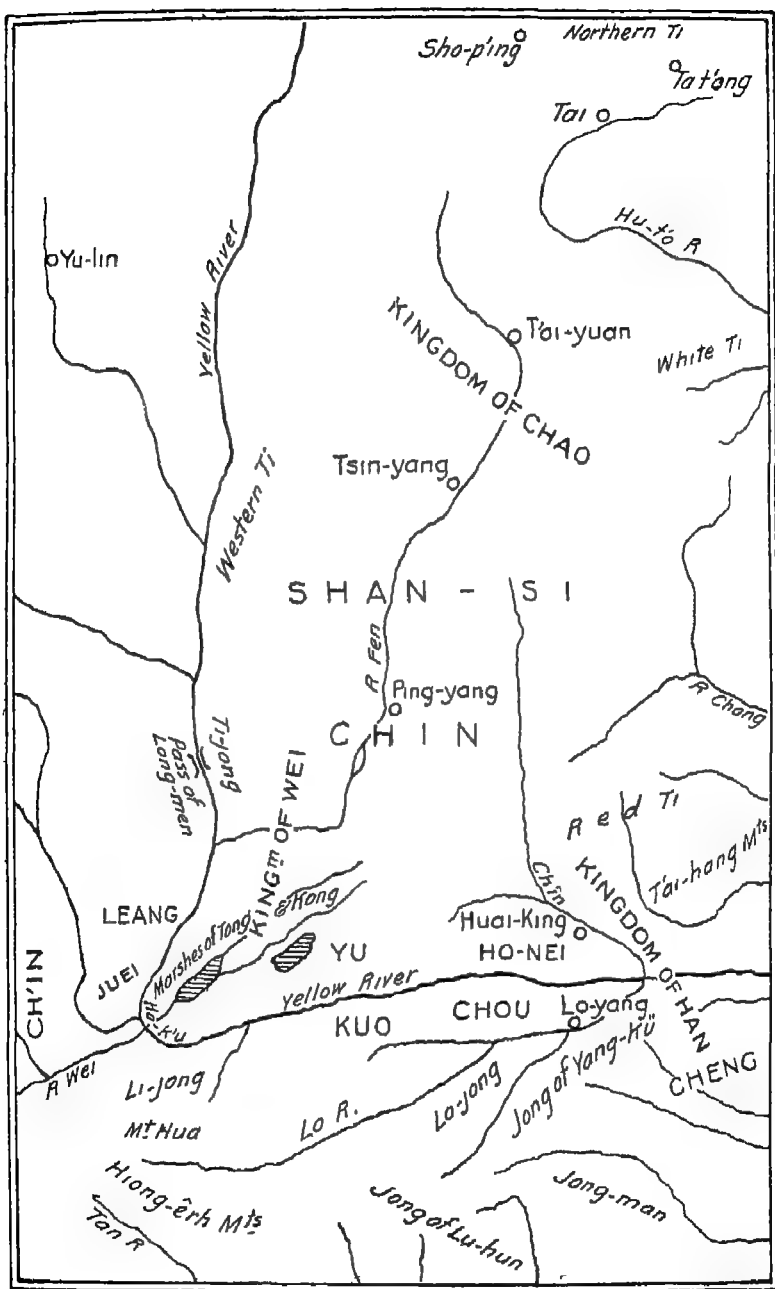 Sho-p'ing
Northern Ti
Ta t'ong
Tai
Hu-t'o R
Yu-lin
Yellow River
T'ai-yuan
KINGDOM OF CHAO
White Ti
Tsin-yang
Western Ti
SHAN-SI
R Fen
Ping-yang
R Chang
CHIN
Pass of
Long-men
Ti fang
KINGᵐ OF WEI
Red Ti
T'ai-hang Mᵗˢ
Chin
KINGDOM OF HAN
LEANG
Marshes of Tong & Kong
Huai-King
YU
HO-NEI
JUEI
CH'IN
Ho-K'u
Yellow River
KUO
CHOU
Lo-yang
CHENG
R Wei
Li-jong
Mᵗ Hua
Lo R.
Lo-jong
Jong of Yang-Kü
Hiong-êrh Mᵗˢ
Tan R
Jong of Lu-hun
Jong-man